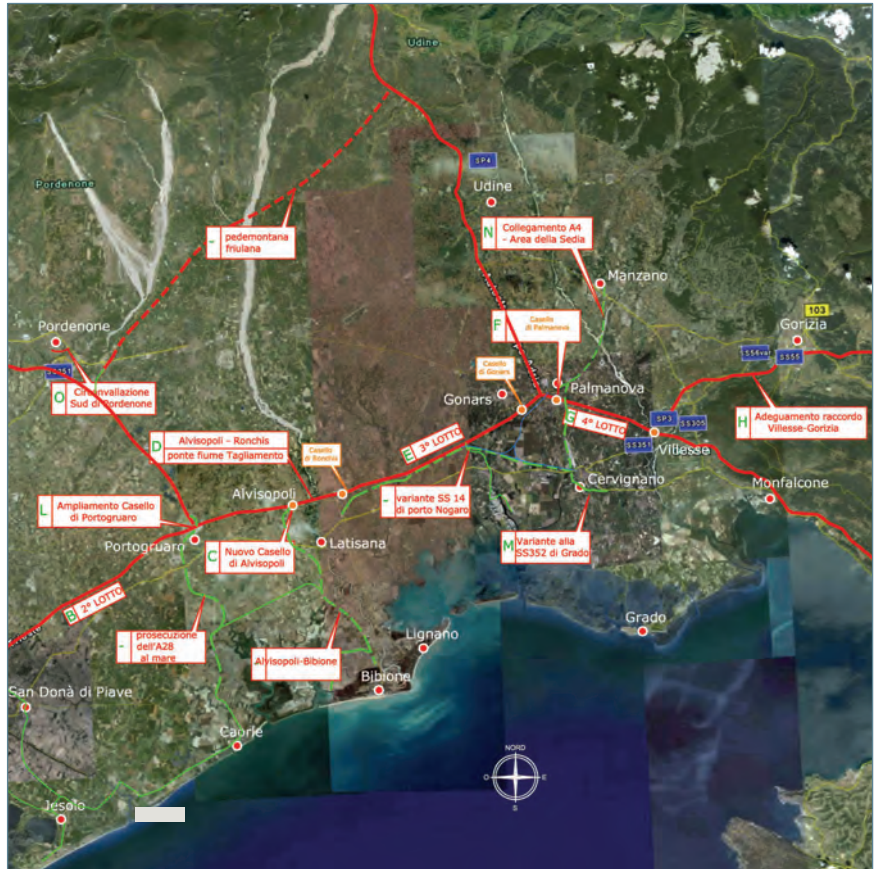 Udine
SP4
Udine
Pordenone
N Collegamento A4
- Area della Sedia
- pedemontana
friulana
Manzano
103
Gorizia
F Casello
di Palmanova
Pordenone
SS56var
SS55
Casello
di Gonars
O Circonvallazione
Sud di Pordenone
Palmanova
Gonars
G 4° LOTTO
SP3
SS305
H Adeguamento raccordo
Villesse-Gorizia
D Alvisopoli - Ronchis
ponte fiume Tagliamento
E 3° LOTTO
SS351
Villesse
Casello
di Ronchis
Cervignano
Alvisopoli
- variante SS 14
di porto Nogaro
Monfalcone
L Ampliamento Casello
di Portogruaro
Portogruaro
Latisana
M Variante alla
SS352 di Grado
C Nuovo Casello
di Alvisopoli
B 2° LOTTO
Grado
- prosecuzione
dell'A28
al mare
Lignano
Alvisopoli-Bibione
San Donà di Piave
Bibione
Caorle
NORD
O E
S
Jesolo